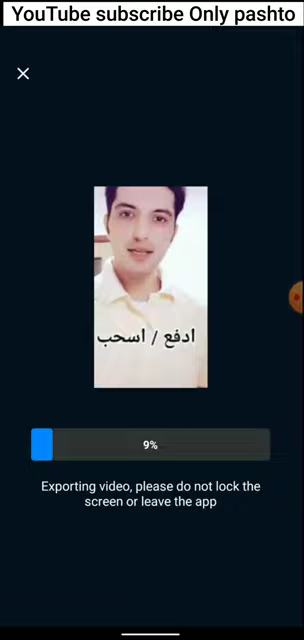 YouTube subscribe Only pashto
ادفع / اسحب
9%
Exporting video, please do not lock the
screen or leave the app